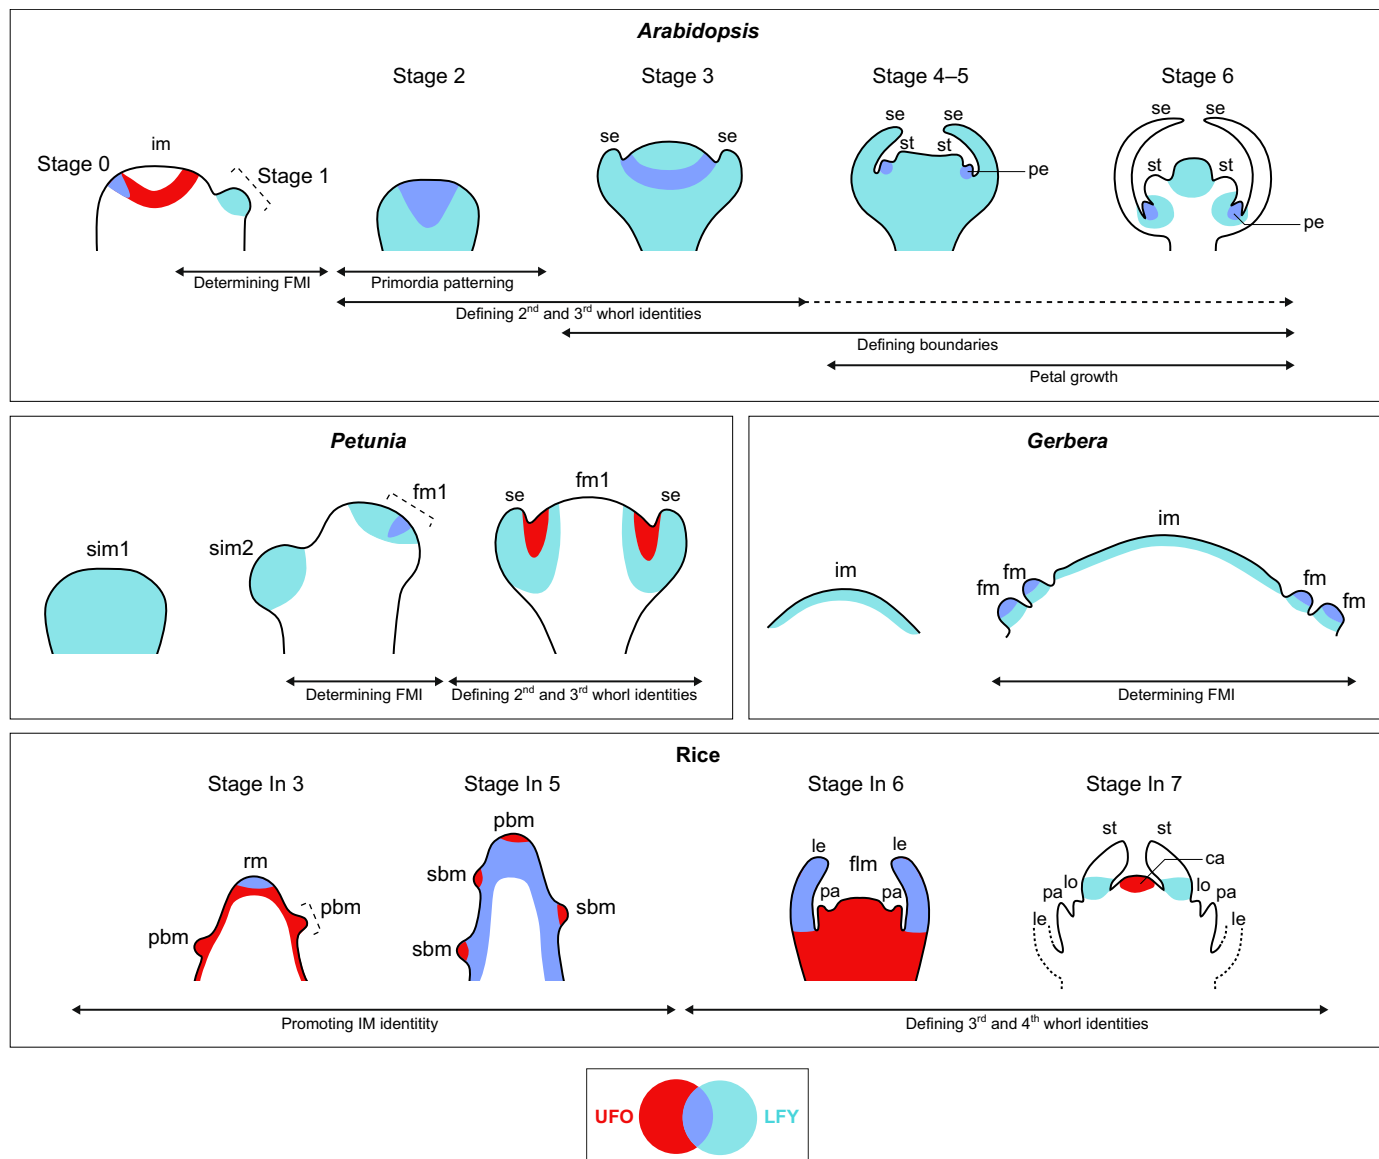 Arabidopsis
Stage 2
Stage 3
Stage 4–5
Stage 6
Stage 0
im
Stage 1
se
se
se
se
st
st
pe
se
se
st
st
pe
Determining FMI
Primordia patterning
Defining 2nd and 3rd whorl identities
Defining boundaries
Petal growth
Petunia
sim1
sim2
fm1
se
fm1
se
Determining FMI
Defining 2nd and 3rd whorl identities
Gerbera
im
im
fm
fm
fm
fm
Determining FMI
Rice
Stage In 3
Stage In 5
Stage In 6
Stage In 7
rm
pbm
pbm
pbm
sbm
sbm
sbm
le
flm
le
pa
pa
st
st
ca
lo
lo
pa
pa
le
le
Promoting IM identitity
Defining 3rd and 4th whorl identities
UFO
LFY